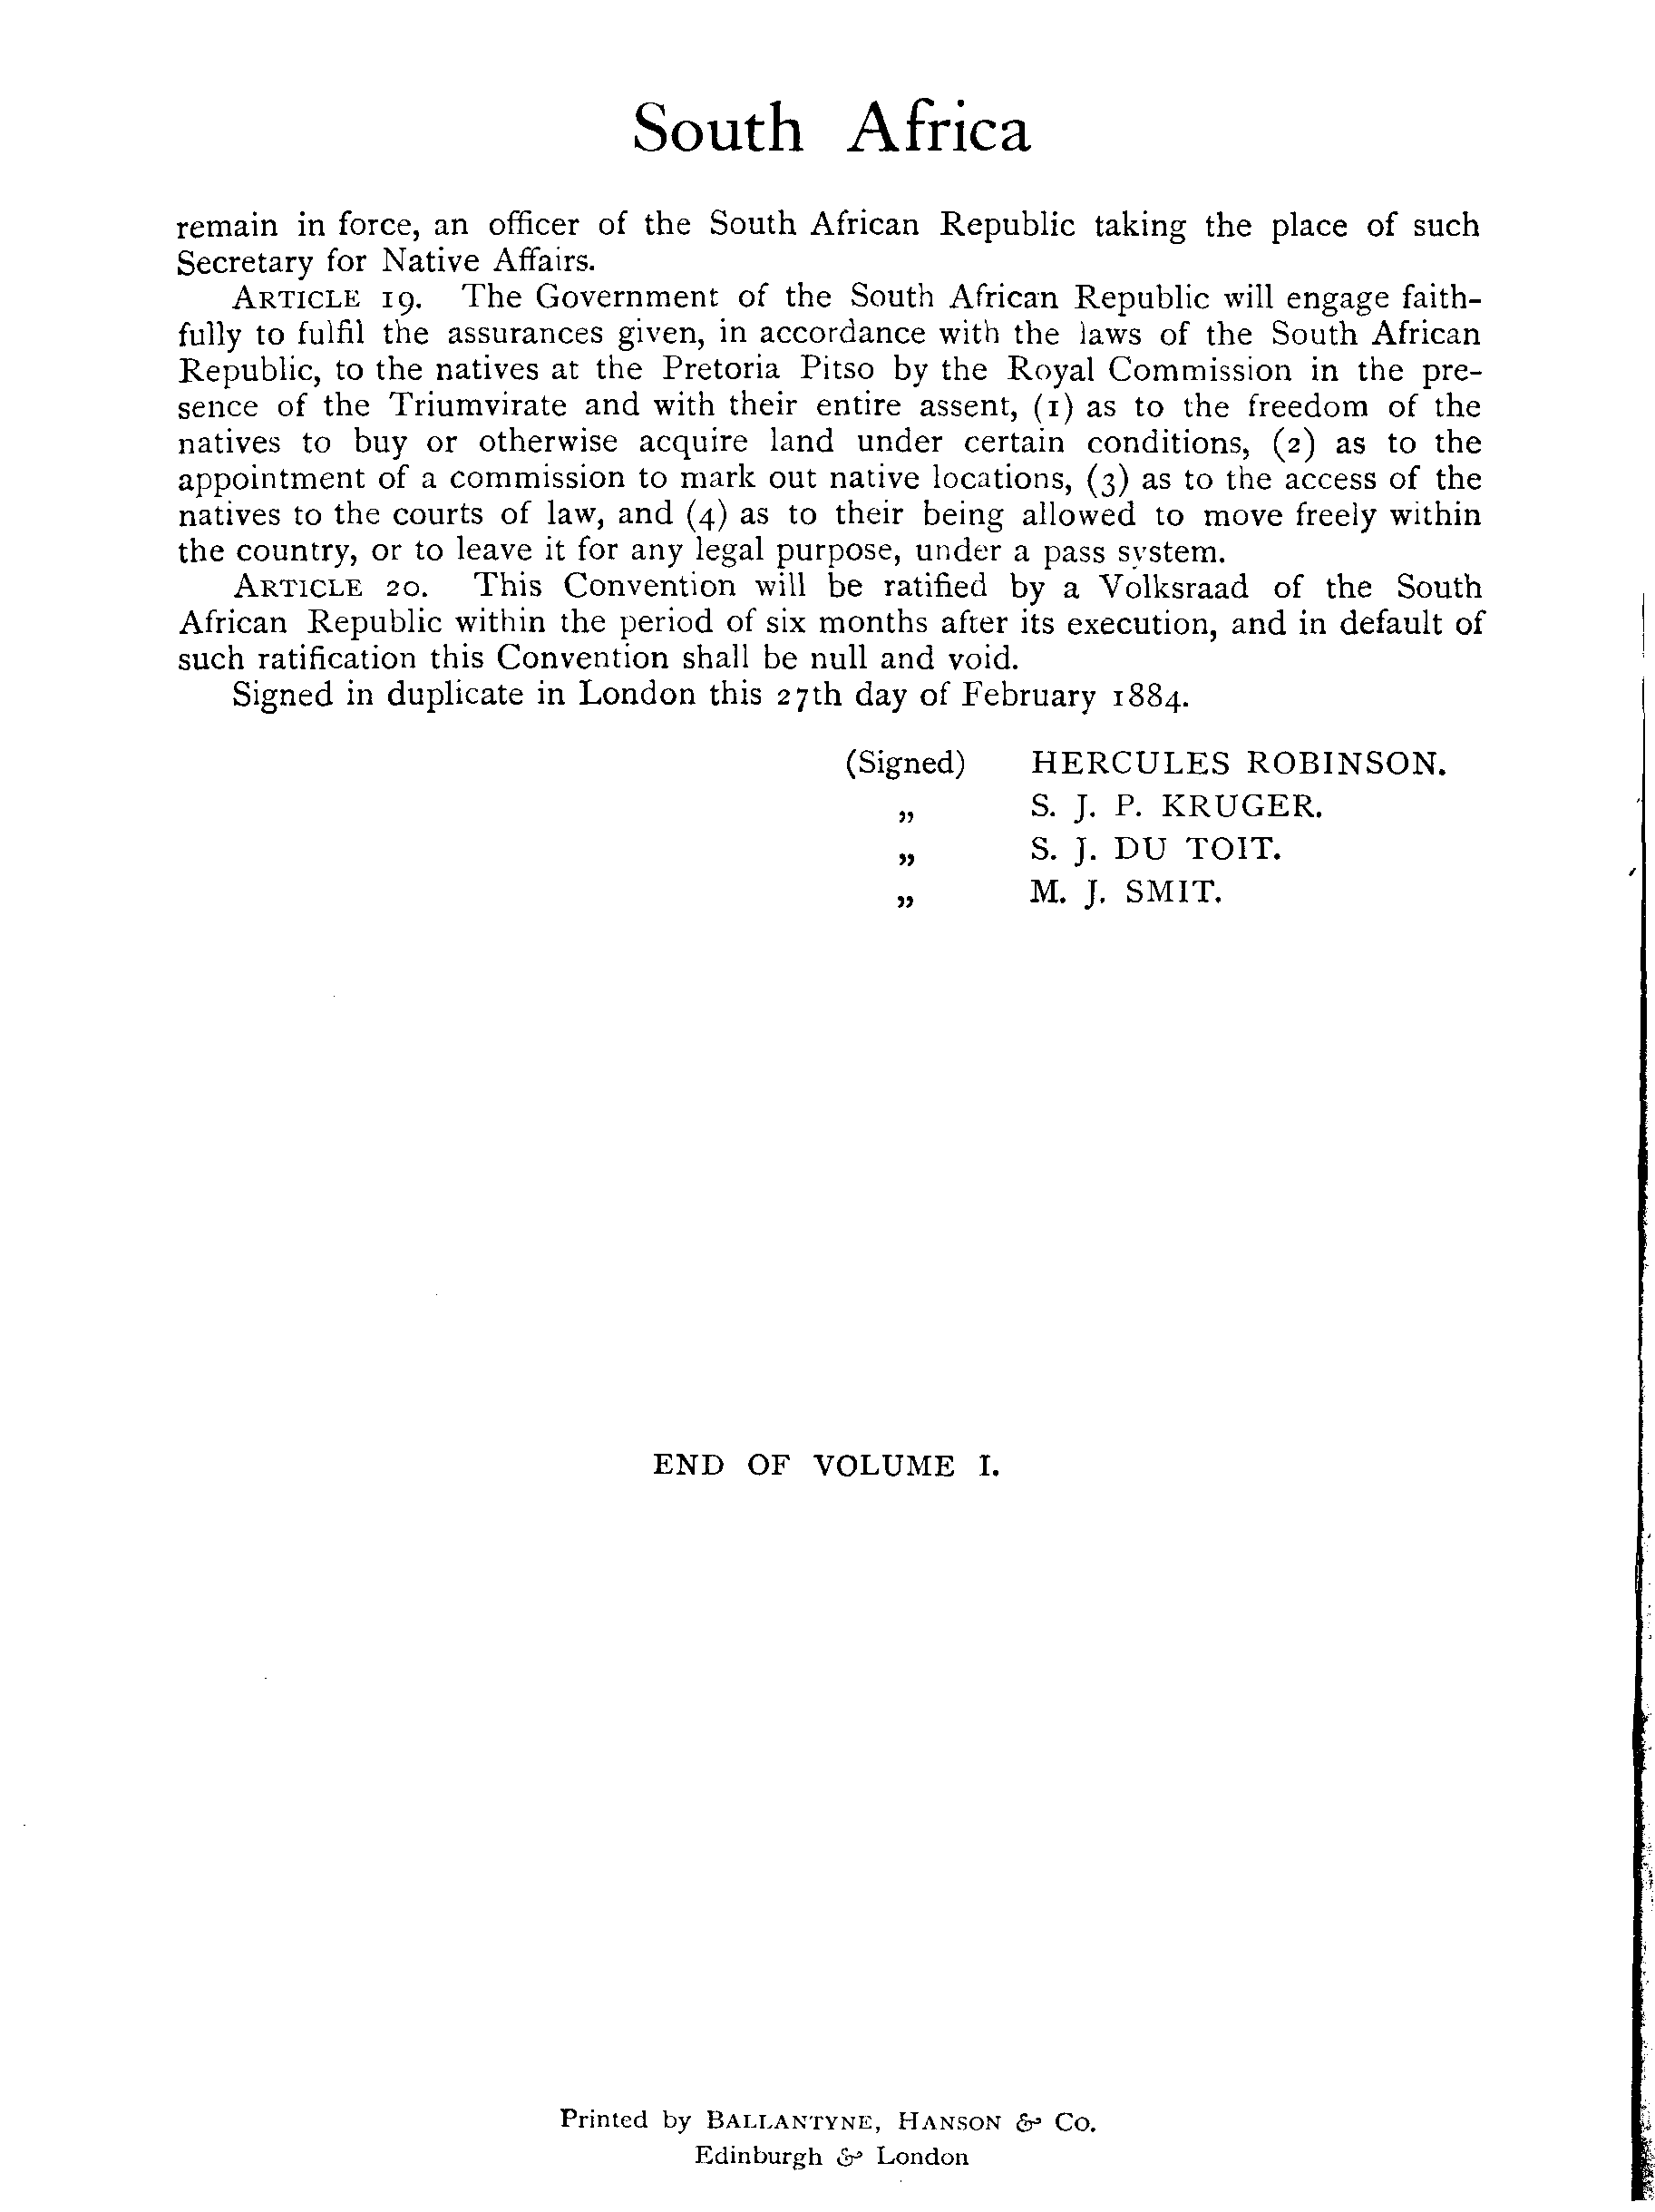 South Africa
remain in force, an officer of the South African Republic taking the place of such
Secretary for Native Affairs.
ARTICLE 19. The Government of the South African Republic will engage faith-
fully to fulfil the assurances given, in accordance with the laws of the South African
Republic, to the natives at the Pretoria Pitso by the Royal Commission in the pre-
sence of the Triumvirate and with their entire assent, (1) as to the freedom of the
natives to buy or otherwise acquire land under certain conditions, (2) as to the
appointment of a commission to mark out native locations, (3) as to the access of the
natives to the courts of law, and (4) as to their being allowed to move freely within
the country, or to leave it for any legal purpose, under a pass system.
ARTICLE 20. This Convention will be ratified by a Volksraad of the South
African Republic within the period of six months after its execution, and in default of
such ratification this Convention shall be null and void.
Signed in duplicate in London this 27th day of February 1884.
(Signed) HERCULES ROBINSON.
„ S. J. P. KRUGER.
„ S. J. DU TOIT.
„ M. J. SMIT.
END OF VOLUME I.
Printed by BALLANTYNE, HANSON & Co.
Edinburgh & London